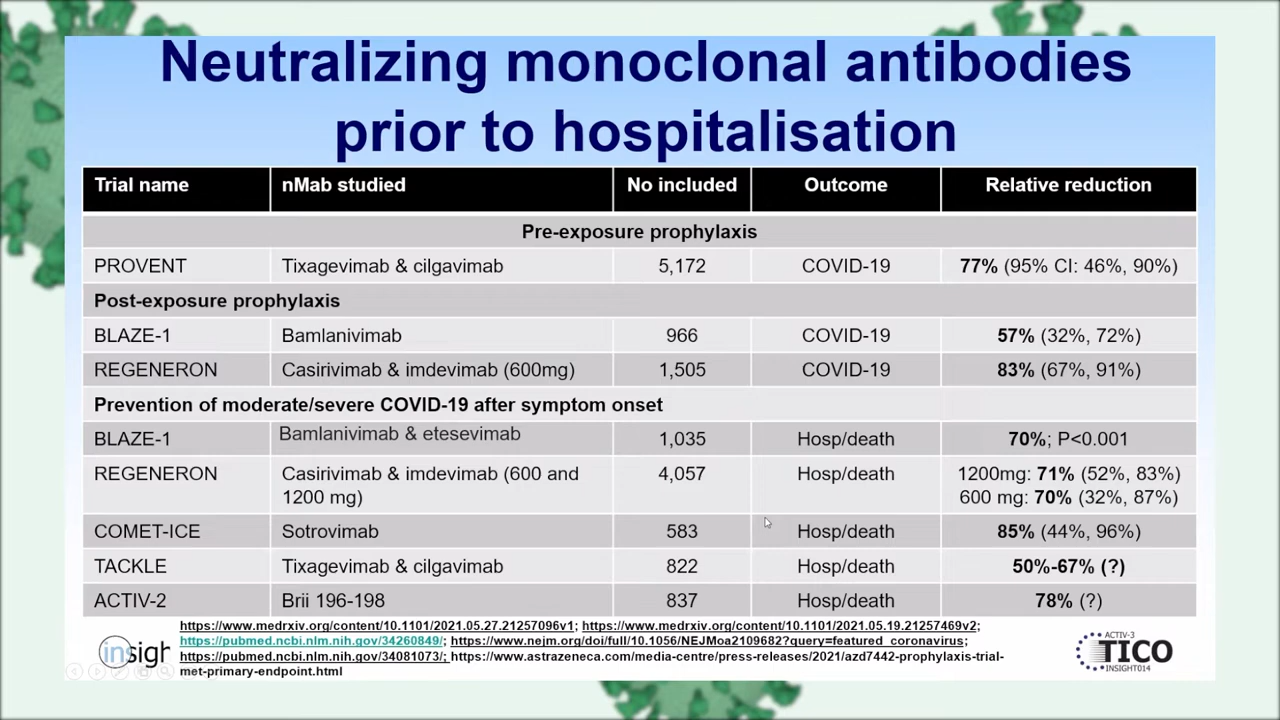 Neutralizing monoclonal antibodies
prior to hospitalisation
Trial name nMab studied No included Outcome Relative reduction
Pre-exposure prophylaxis
PROVENT Tixagevimab & cilgavimab 5,172 COVID-19 77% (95% CI: 46%, 90%)
Post-exposure prophylaxis
BLAZE-1 Bamlanivimab 966 COVID-19 57% (32%, 72%)
REGENERON Casirivimab & imdevimab (600mg) 1,505 COVID-19 83% (67%, 91%)
Prevention of moderate/severe COVID-19 after symptom onset
BLAZE-1 Bamlanivimab & etesevimab 1,035 Hosp/death 70%; P<0.001
REGENERON Casirivimab & imdevimab (600 and 4,057 Hosp/death 1200mg: 71% (52%, 83%)
1200 mg) 600 mg: 70% (32%, 87%)
COMET-ICE Sotrovimab 583 Hosp/death 85% (44%, 96%)
TACKLE Tixagevimab & cilgavimab 822 Hosp/death 50%-67% (?)
ACTIV-2 Brii 196-198 837 Hosp/death 78% (?)
https://www.medrxiv.org/content/10.1101/2021.05.27.21257096v1; https://www.medrxiv.org/content/10.1101/2021.05.19.21257469v2;
https://pubmed.ncbi.nlm.nih.gov/34260849/; https://www.nejm.org/doi/full/10.1056/NEJMoa2109682?query=featured_coronavirus;
https://pubmed.ncbi.nlm.nih.gov/34081073/; https://www.astrazeneca.com/media-centre/press-releases/2021/azd7442-prophylaxis-trial-
met-primary-endpoint.html
insigh
ACTIV-3
TICO
INSIGHT014